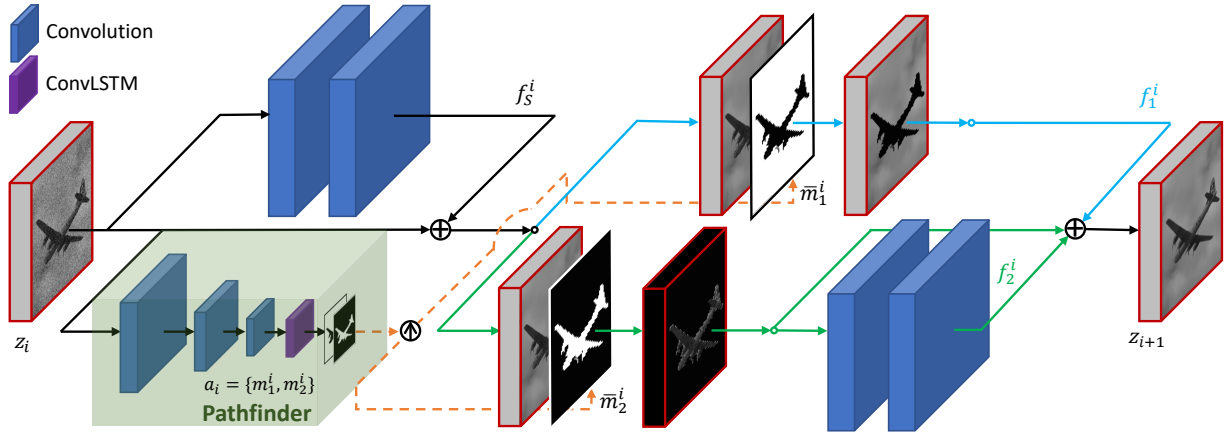 Convolution
ConvLSTM
f_S^i
f_1^i
m̄_1^i
z_i
f_2^i
z_{i+1}
a_i = {m_1^i, m_2^i}
m̄_2^i
Pathfinder